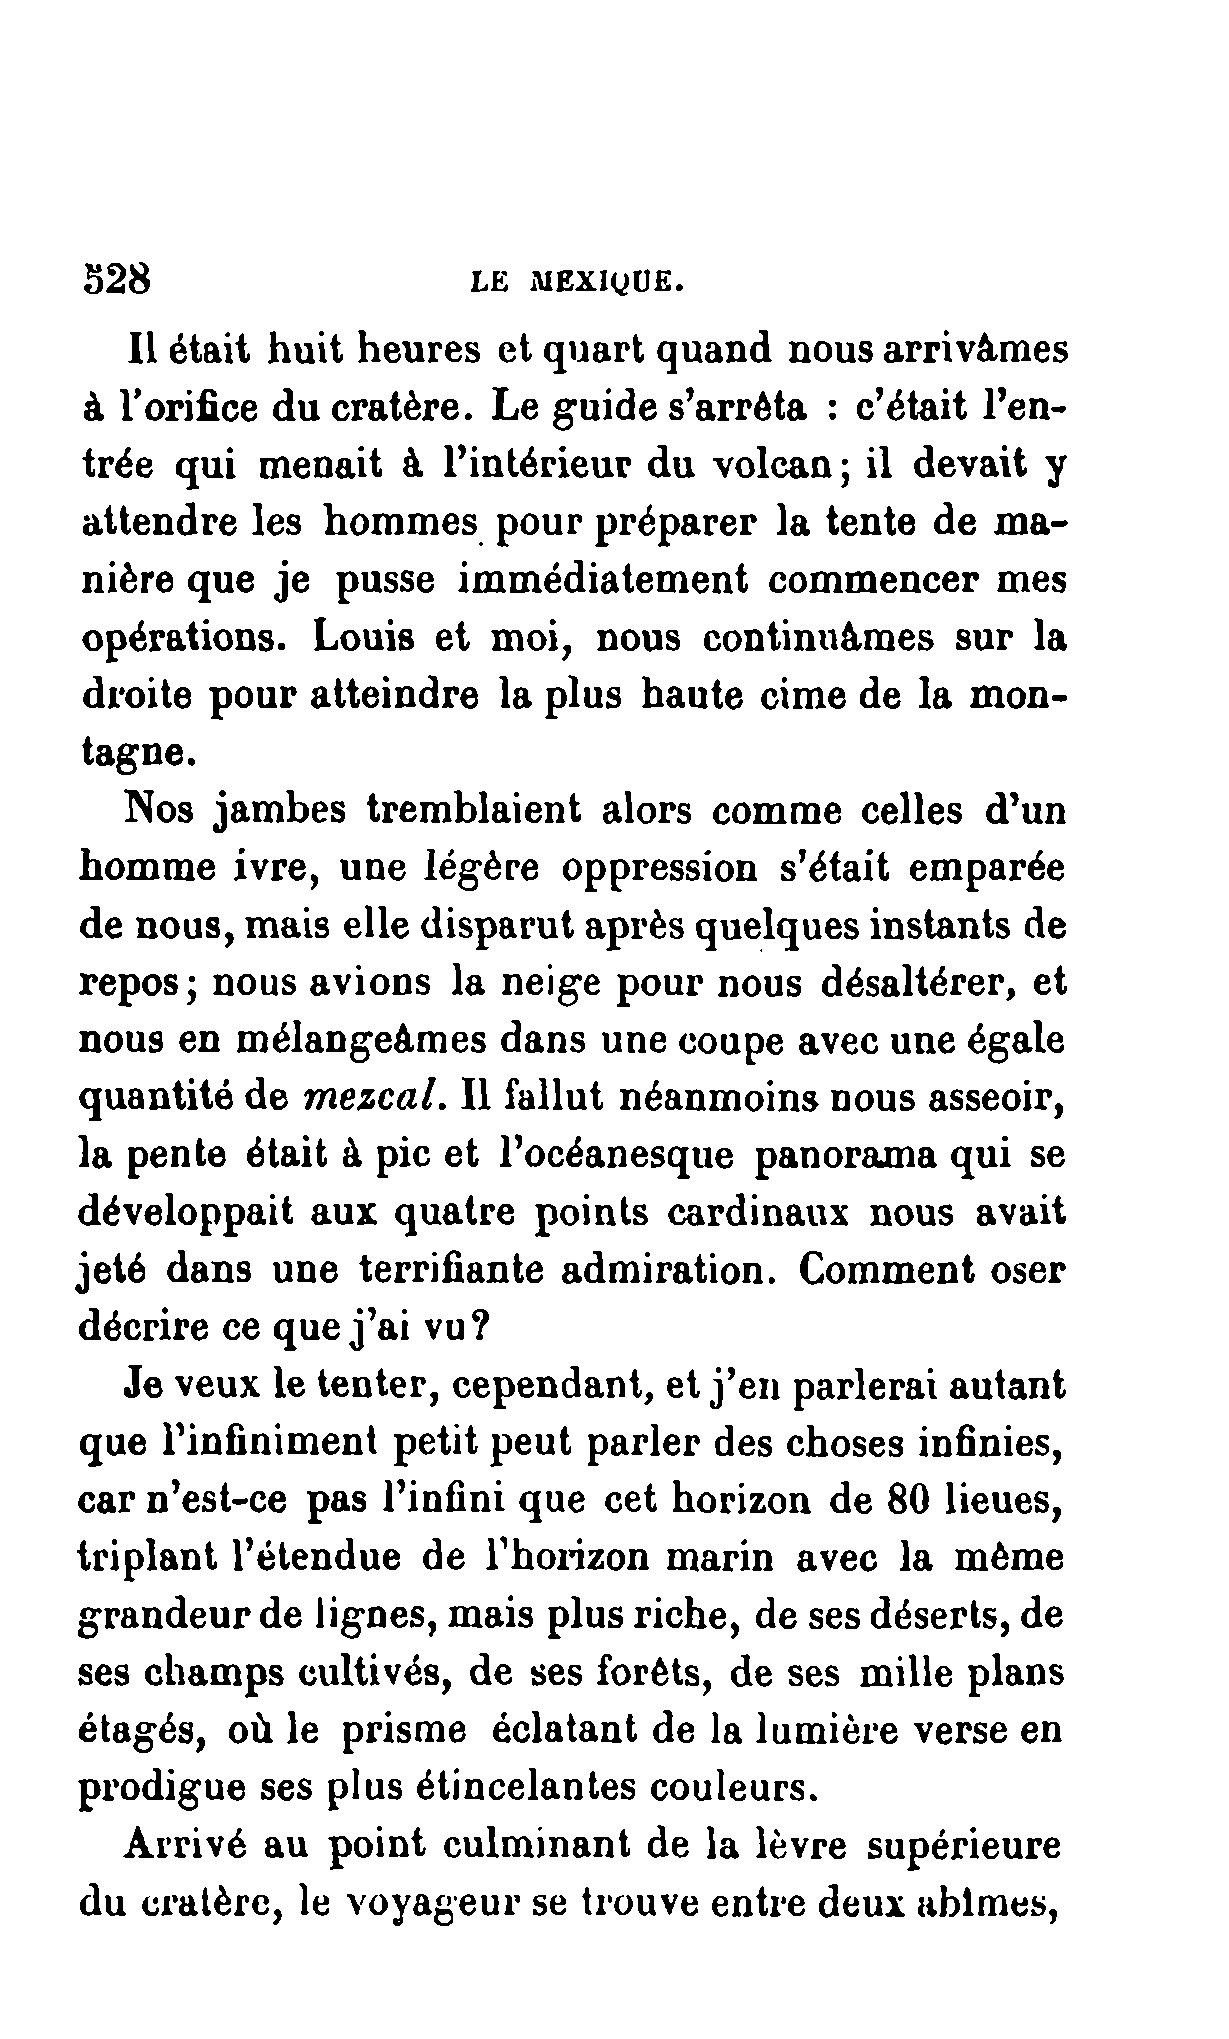 528 LE MEXIQUE.
Il était huit heures et quart quand nous arrivâmes
à l'orifice du cratère. Le guide s'arrêta : c'était l'en-
trée qui menait à l'intérieur du volcan; il devait y
attendre les hommes pour préparer la tente de ma-
nière que je pusse immédiatement commencer mes
opérations. Louis et moi, nous continuâmes sur la
droite pour atteindre la plus haute cime de la mon-
tagne.
Nos jambes tremblaient alors comme celles d'un
homme ivre, une légère oppression s'était emparée
de nous, mais elle disparut après quelques instants de
repos; nous avions la neige pour nous désaltérer, et
nous en mélangeâmes dans une coupe avec une égale
quantité de mezcal. Il fallut néanmoins nous asseoir,
la pente était à pic et l'océanesque panorama qui se
développait aux quatre points cardinaux nous avait
jeté dans une terrifiante admiration. Comment oser
décrire ce que j'ai vu?
Je veux le tenter, cependant, et j'en parlerai autant
que l'infiniment petit peut parler des choses infinies,
car n'est-ce pas l'infini que cet horizon de 80 lieues,
triplant l'étendue de l'horizon marin avec la même
grandeur de lignes, mais plus riche, de ses déserts, de
ses champs cultivés, de ses forêts, de ses mille plans
étagés, où le prisme éclatant de la lumière verse en
prodigue ses plus étincelantes couleurs.
Arrivé au point culminant de la lèvre supérieure
du cratère, le voyageur se trouve entre deux abîmes,